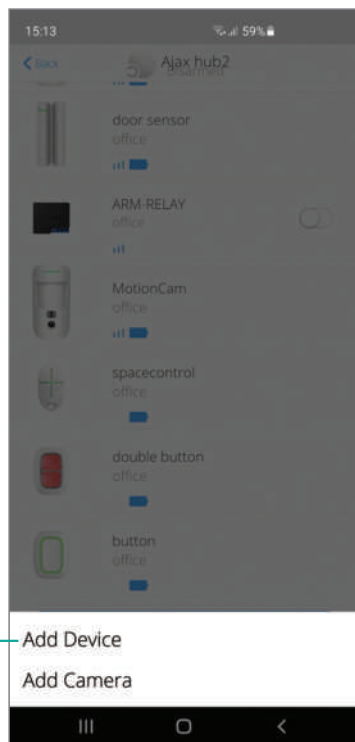 15:13 59%
Back Ajax hub2
disarmed
door sensor
office
ARM-RELAY
office
MotionCam
office
spacecontrol
office
double button
office
button
office
Add Device
Add Camera